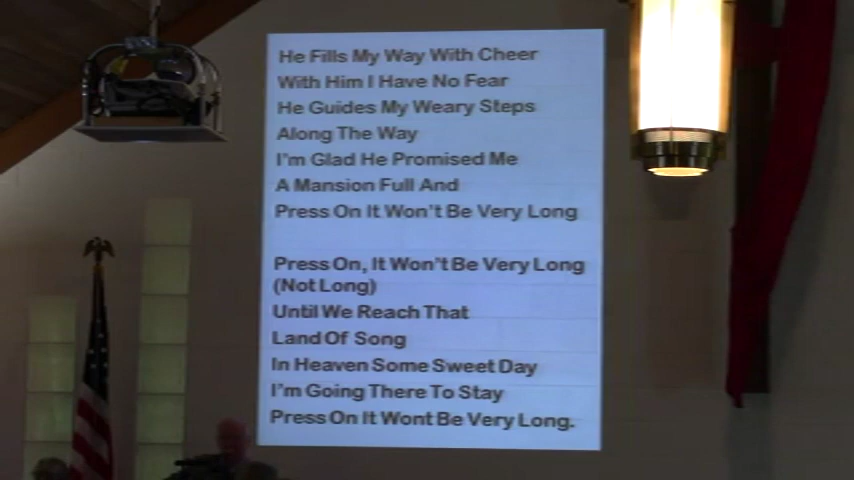 He Fills My Way With Cheer
With Him I Have No Fear
He Guides My Weary Steps
Along The Way
I'm Glad He Promised Me
A Mansion Full And
Press On It Won't Be Very Long
Press On, It Won't Be Very Long
(Not Long)
Until We Reach That
Land Of Song
In Heaven Some Sweet Day
I'm Going There To Stay
Press On It Wont Be Very Long.